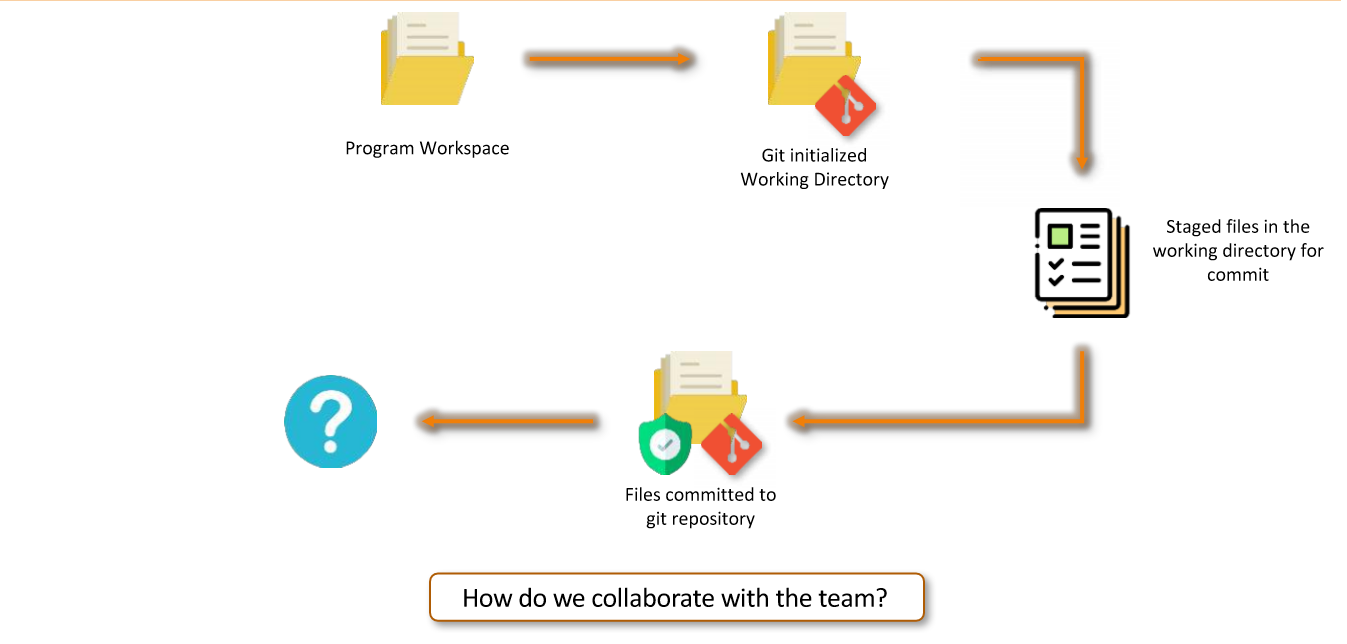 Program Workspace
Git initialized
Working Directory
Staged files in the
working directory for
commit
Files committed to
git repository
How do we collaborate with the team?